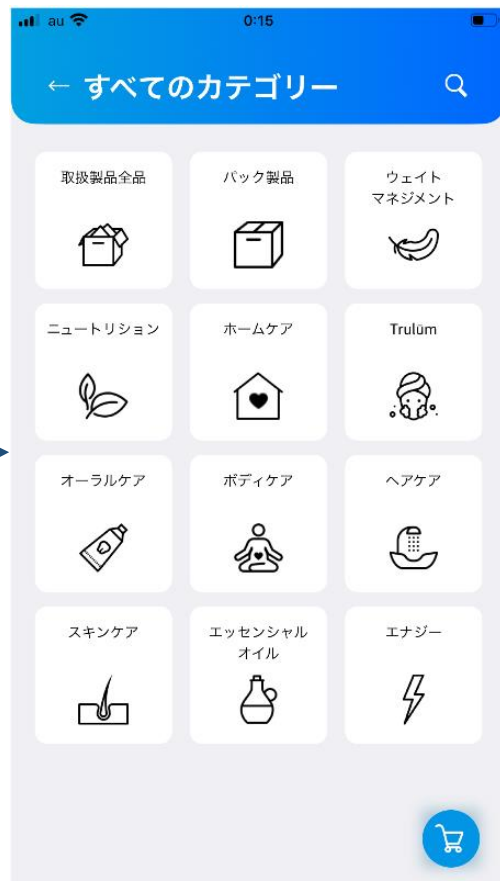 au 0:15
← すべてのカテゴリー
取扱製品全品
パック製品
ウェイト
マネジメント
ニュートリション
ホームケア
Trulūm
オーラルケア
ボディケア
ヘアケア
スキンケア
エッセンシャル
オイル
エナジー